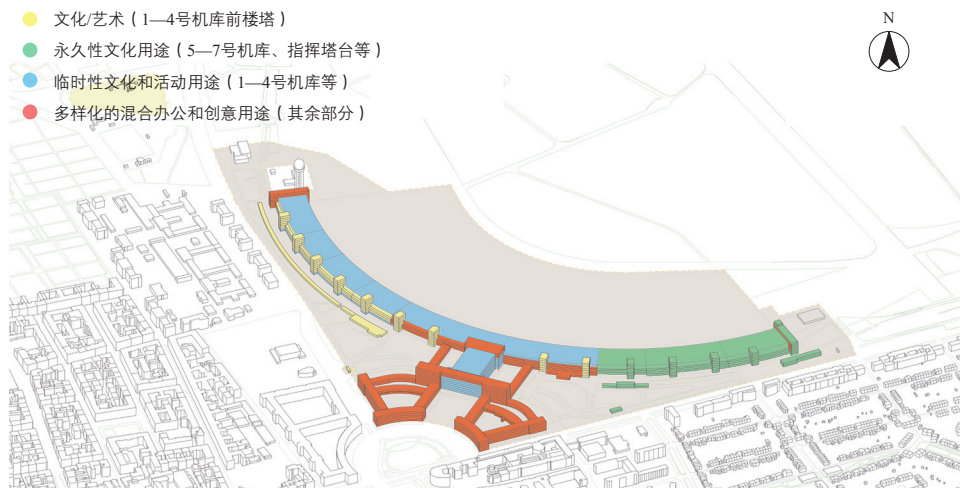 文化/艺术（1—4号机库前楼塔）
N
永久性文化用途（5—7号机库、指挥塔台等）
临时性文化和活动用途（1—4号机库等）
多样化的混合办公和创意用途（其余部分）